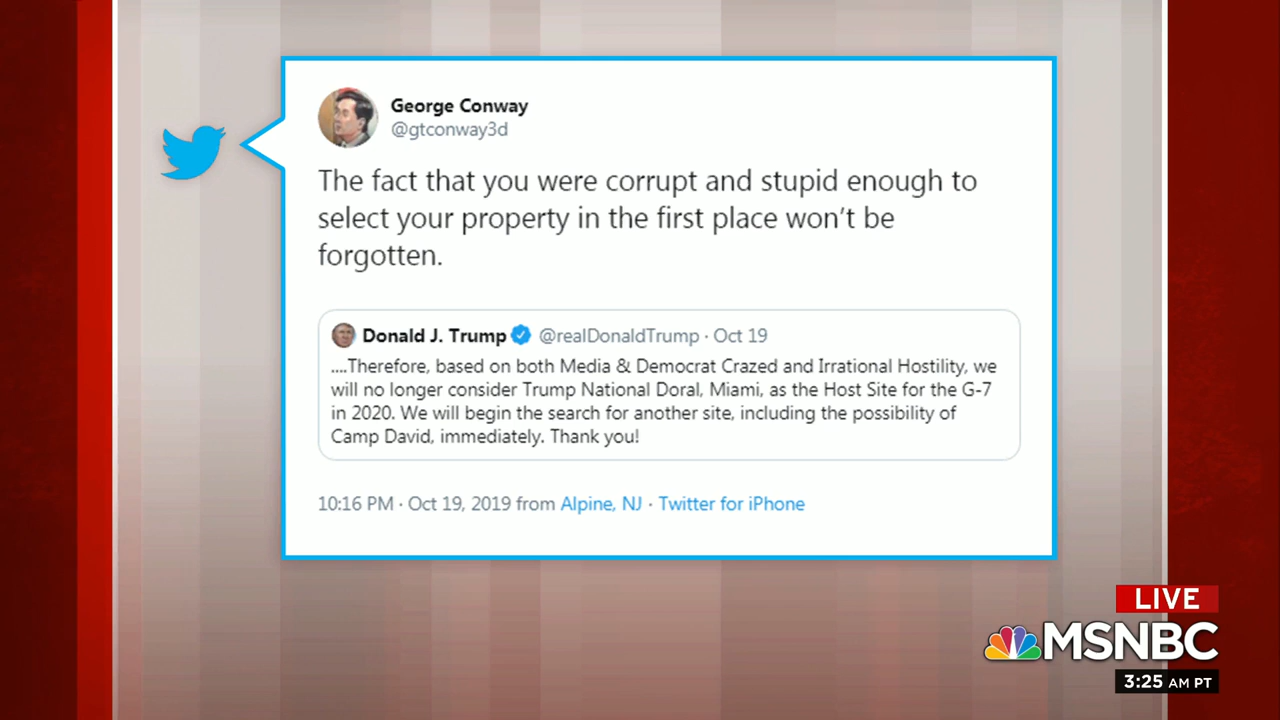 George Conway
@gtconway3d
The fact that you were corrupt and stupid enough to
select your property in the first place won't be
forgotten.
Donald J. Trump @realDonaldTrump · Oct 19
....Therefore, based on both Media & Democrat Crazed and Irrational Hostility, we
will no longer consider Trump National Doral, Miami, as the Host Site for the G-7
in 2020. We will begin the search for another site, including the possibility of
Camp David, immediately. Thank you!
10:16 PM · Oct 19, 2019 from Alpine, NJ · Twitter for iPhone
LIVE
MSNBC
3:25 AM PT